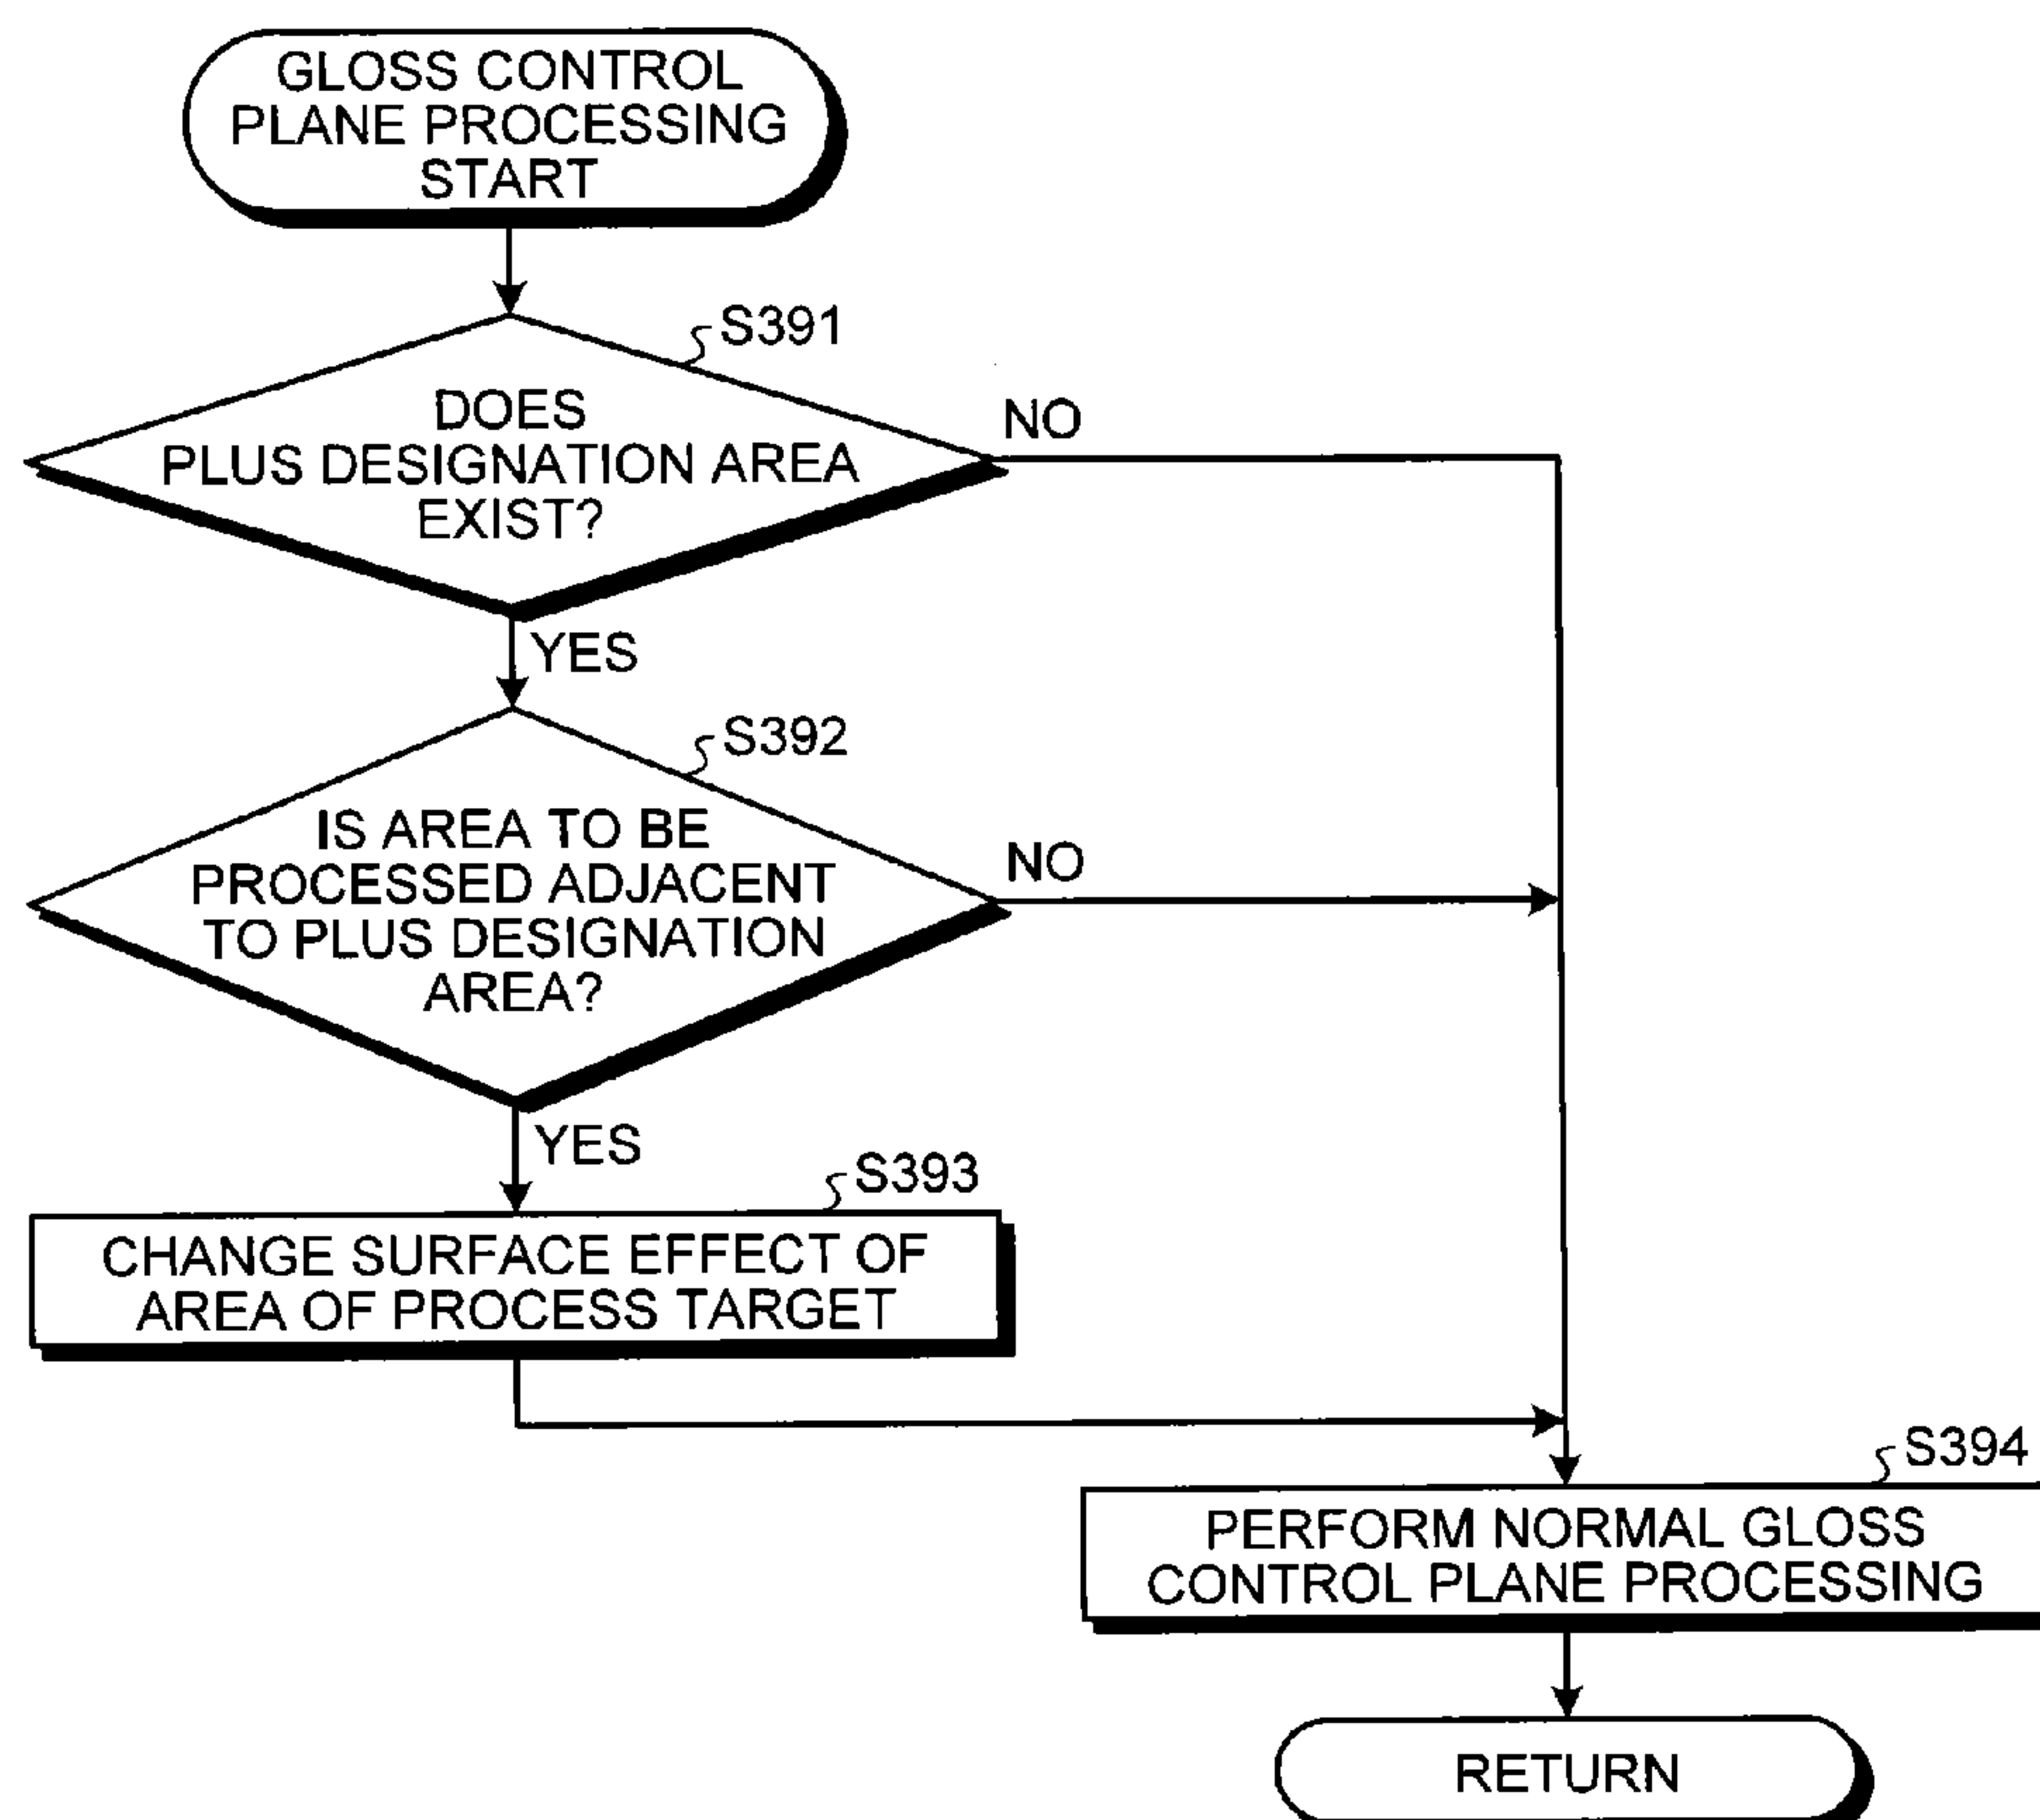 GLOSS CONTROL
PLANE PROCESSING
START
S391
DOES
PLUS DESIGNATION AREA
EXIST?
NO
YES
S392
IS AREA TO BE
PROCESSED ADJACENT
TO PLUS DESIGNATION
AREA?
NO
YES
S393
CHANGE SURFACE EFFECT OF
AREA OF PROCESS TARGET
S394
PERFORM NORMAL GLOSS
CONTROL PLANE PROCESSING
RETURN